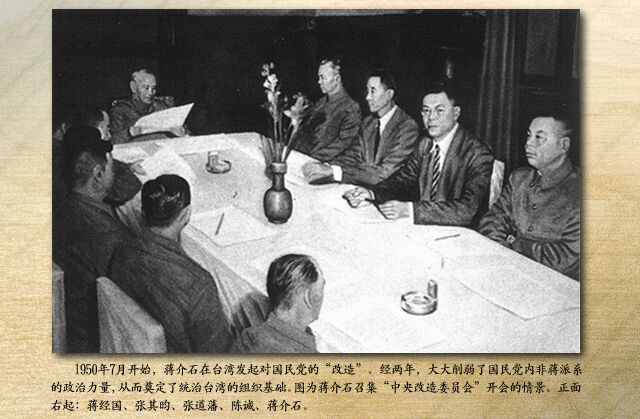 1950年7月开始，蒋介石在台湾发起对国民党的“改造”。经两年，大大削弱了国民党内非蒋派系
的政治力量，从而奠定了统治台湾的组织基础。图为蒋介石召集“中央改造委员会”开会的情景。正面
右起：蒋经国、张其昀、张道藩、陈诚、蒋介石。